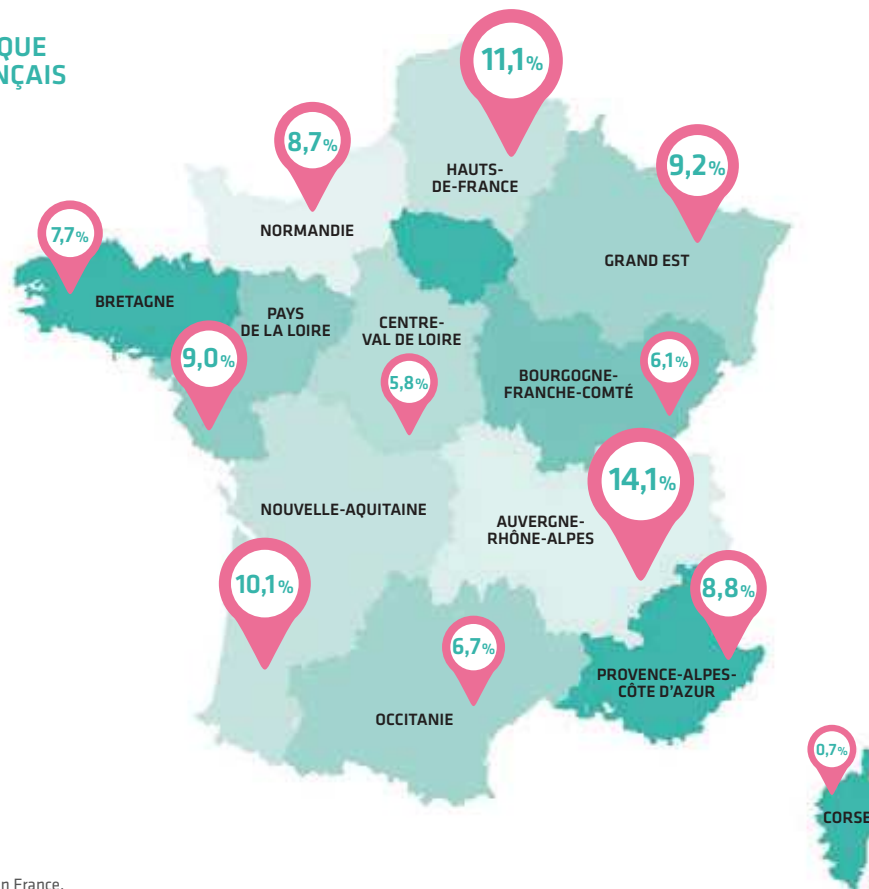 QUE
NÇAIS
11,1%
HAUTS-
DE-FRANCE
8,7%
NORMANDIE
9,2%
GRAND EST
7,7%
BRETAGNE
PAYS
DE LA LOIRE
9,0%
CENTRE-
VAL DE LOIRE
5,8%
BOURGOGNE-
FRANCHE-COMTÉ
6,1%
NOUVELLE-AQUITAINE
10,1%
AUVERGNE-
RHÔNE-ALPES
14,1%
8,8%
PROVENCE-ALPES-
CÔTE D'AZUR
6,7%
OCCITANIE
0,7%
CORSE
n France.